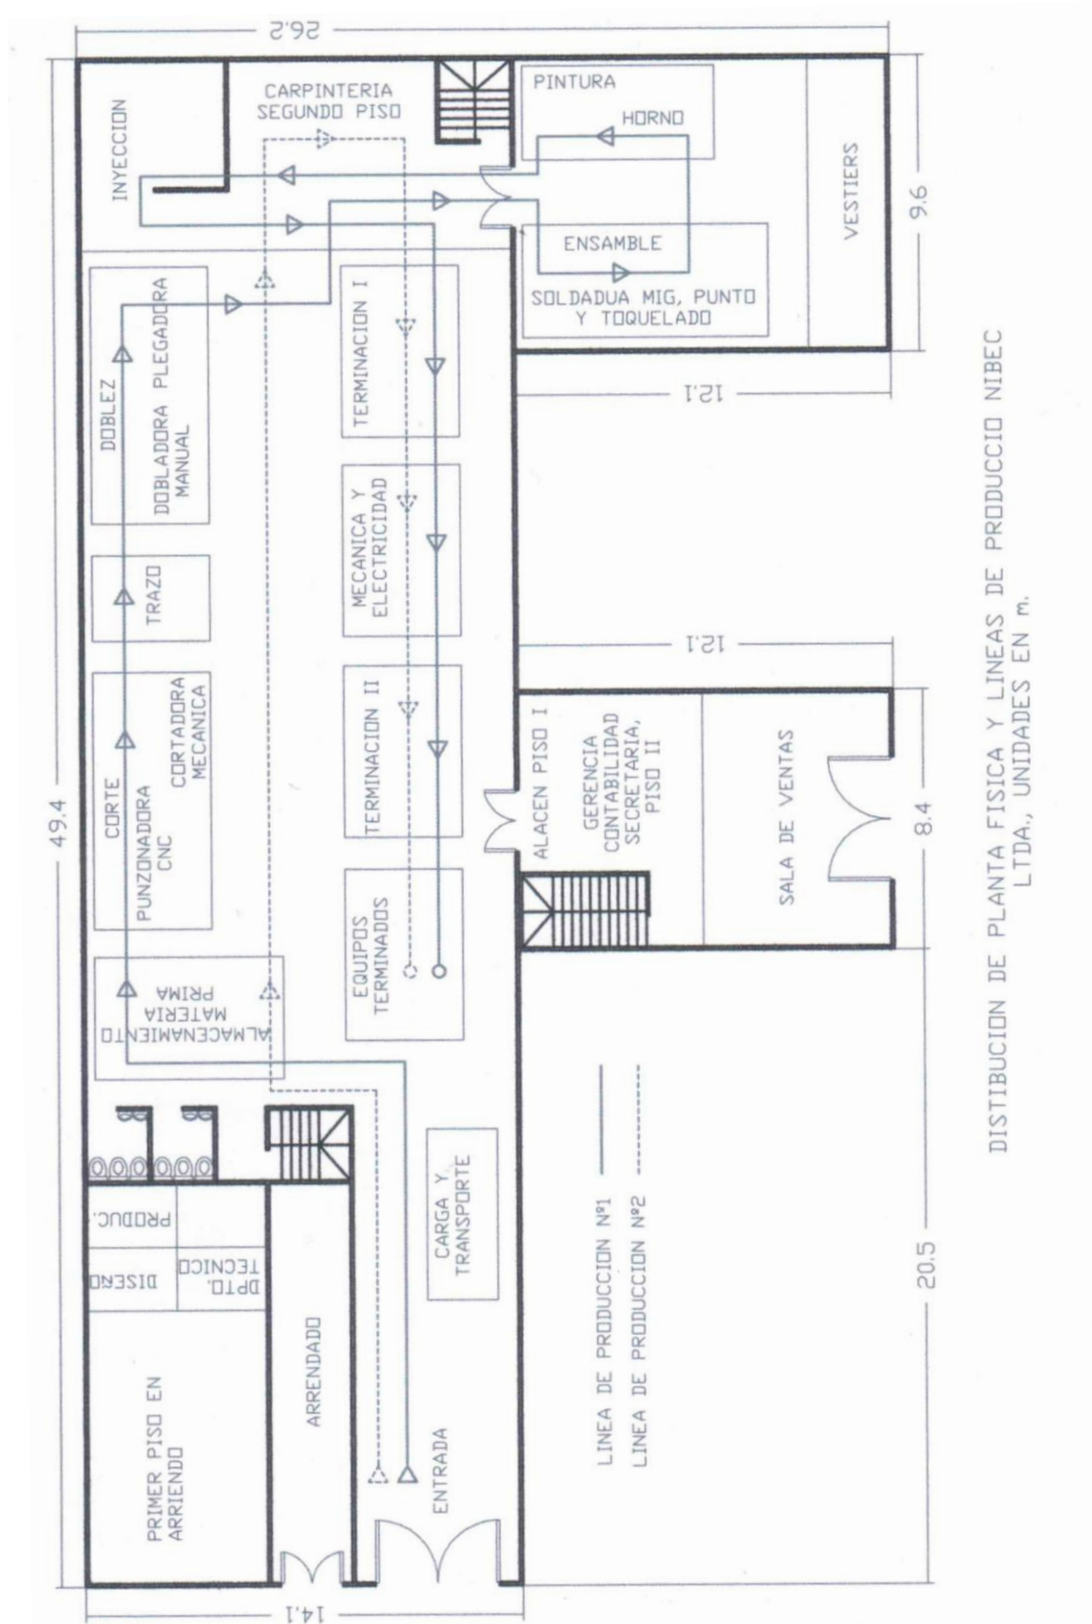 26.2
49.4
INYECCION
CARPINTERIA
SEGUNDO PISO
PINTURA
HORNO
VESTIERS
9.6
ENSAMBLE
SOLDADUA MIG, PUNTO
Y TOQUELADO
12.1
DOBLEZ
DOBLADORA PLEGADORA
MANUAL
TERMINACION I
TRAZO
MECANICA Y
ELECTRICIDAD
CORTE
PUNZONADORA
CNC
CORTADORA
MECANICA
TERMINACION II
12.1
ALACEN PISO I
GERENCIA
CONTABILIDAD
SECRETARIA,
PISO II
SALA DE VENTAS
8.4
ALMACENAMIENTO
MATERIA
PRIMA
EQUIPOS
TERMINADOS
PRODUC.
DISEÑO
DPTO.
TECNICO
CARGA Y
TRANSPORTE
PRIMER PISO EN
ARRIENDO
ARRENDADO
ENTRADA
14.1
20.5
LINEA DE PRODUCCION Nº1
LINEA DE PRODUCCION Nº2
DISTIBUCION DE PLANTA FISICA Y LINEAS DE PRODUCCIO NIBEC
LTDA., UNIDADES EN m.